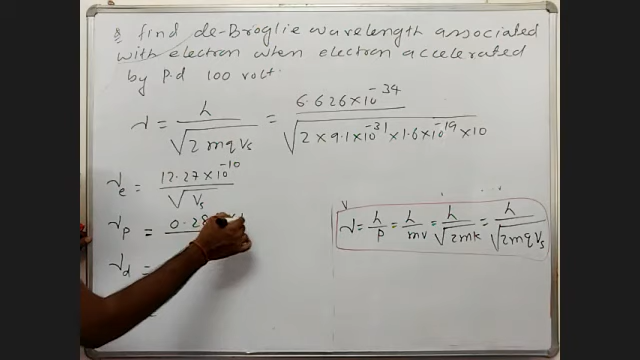 Q find de-Broglie wavelength associated
with electron when electron accelerated
by P.d 100 volt.
λ = h / √(2mqVs) = 6.626×10⁻³⁴ / √(2×9.1×10⁻³¹×1.6×10⁻¹⁹×10
λe = 12.27×10⁻¹⁰ / √Vs
λp = 0.28
λd =
λ = h/p = h/mv = h/√(2mk) = h/√(2mqVs)